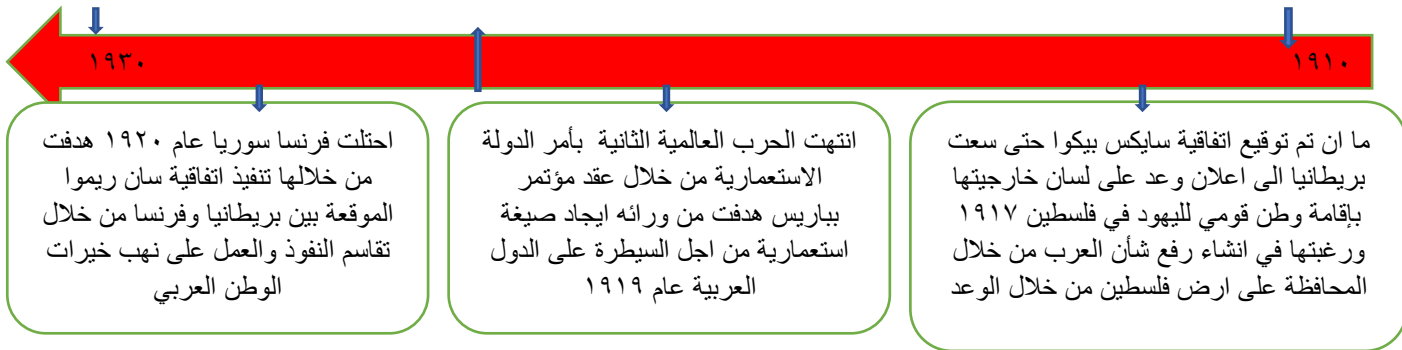 ١٩١٠
١٩٣٠
ما ان تم توقيع اتفاقية سايكس بيكوا حتى سعت
بريطانيا الى اعلان وعد على لسان خارجيتها
بإقامة وطن قومي لليهود في فلسطين ١٩١٧
ورغبتها في انشاء رفع شأن العرب من خلال
المحافظة على ارض فلسطين من خلال الوعد
انتهت الحرب العالمية الثانية بأمر الدولة
الاستعمارية من خلال عقد مؤتمر
بباريس هدفت من ورائه ايجاد صيغة
استعمارية من اجل السيطرة على الدول
العربية عام ١٩١٩
احتلت فرنسا سوريا عام ١٩٢٠ هدفت
من خلالها تنفيذ اتفاقية سان ريموا
الموقعة بين بريطانيا وفرنسا من خلال
تقاسم النفوذ والعمل على نهب خيرات
الوطن العربي